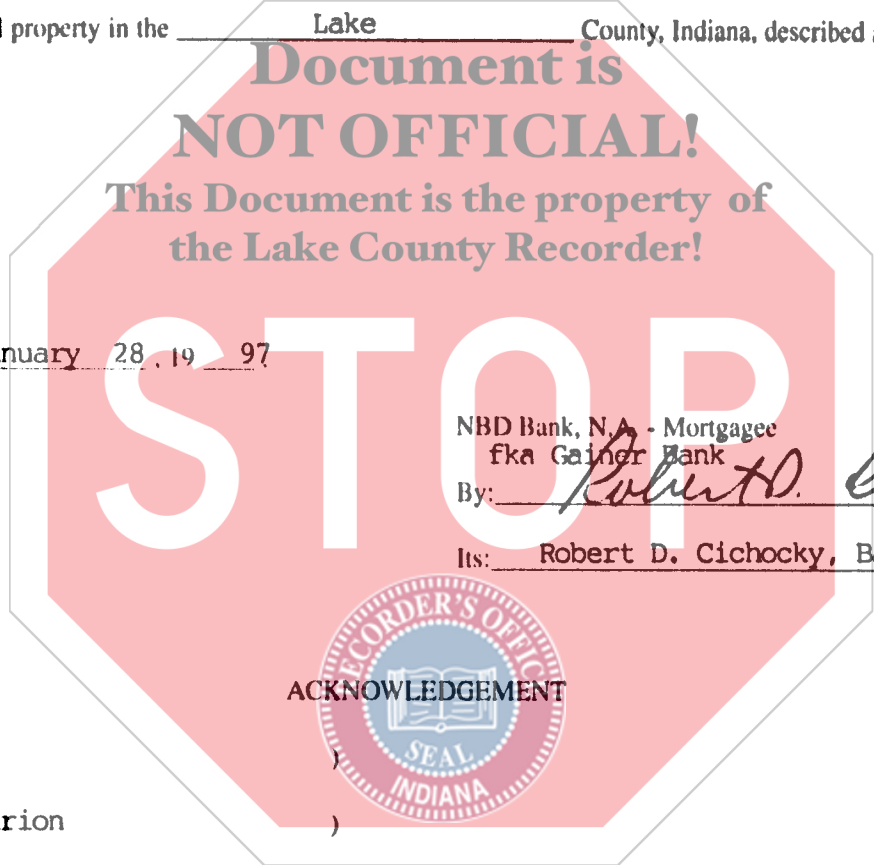 property in the Lake County, Indiana, described
Document is
NOT OFFICIAL!
This Document is the property of
the Lake County Recorder!
STOP
nuary 28, 19 97
NBD Bank, N.A. - Mortgagee
fka Gainer Bank
By: Robert D.
Its: Robert D. Cichocky, B
RECORDER'S OFFICE
ACKNOWLEDGEMENT
)
SEAL
INDIANA
rion )